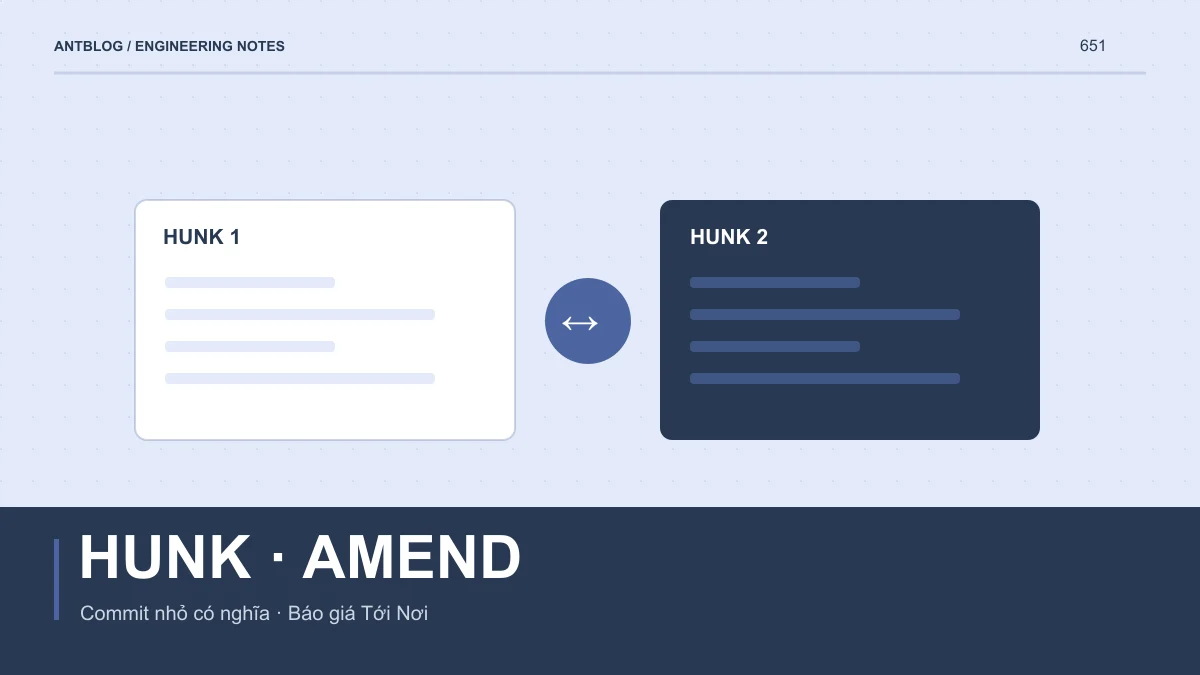 ANTBLOG / ENGINEERING NOTES
651
HUNK 1
HUNK 2
↔
HUNK · AMEND
Commit nhỏ có nghĩa · Báo giá Tới Nơi